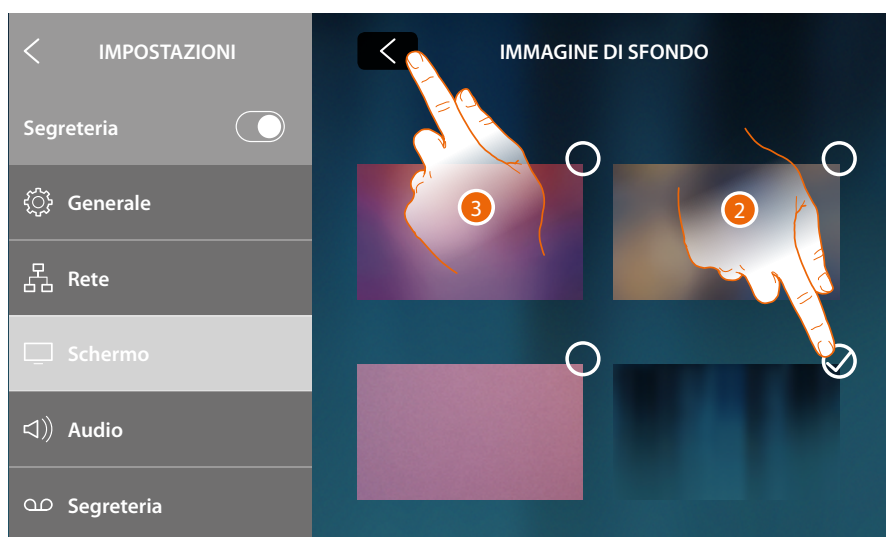 IMPOSTAZIONI
Segreteria
Generale
Rete
Schermo
Audio
Segreteria
IMMAGINE DI SFONDO
3
2